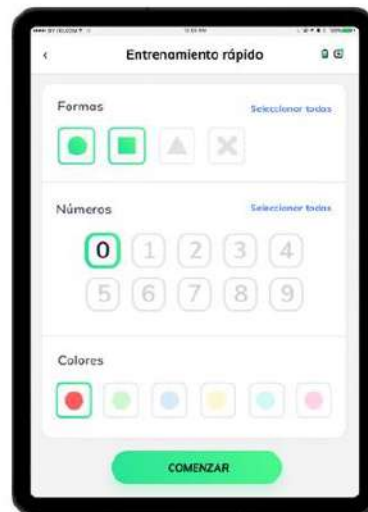 Entrenamiento rápido
Formas Seleccionar todas
Números Seleccionar todas
0 1 2 3 4
5 6 7 8 9
Colores
COMENZAR